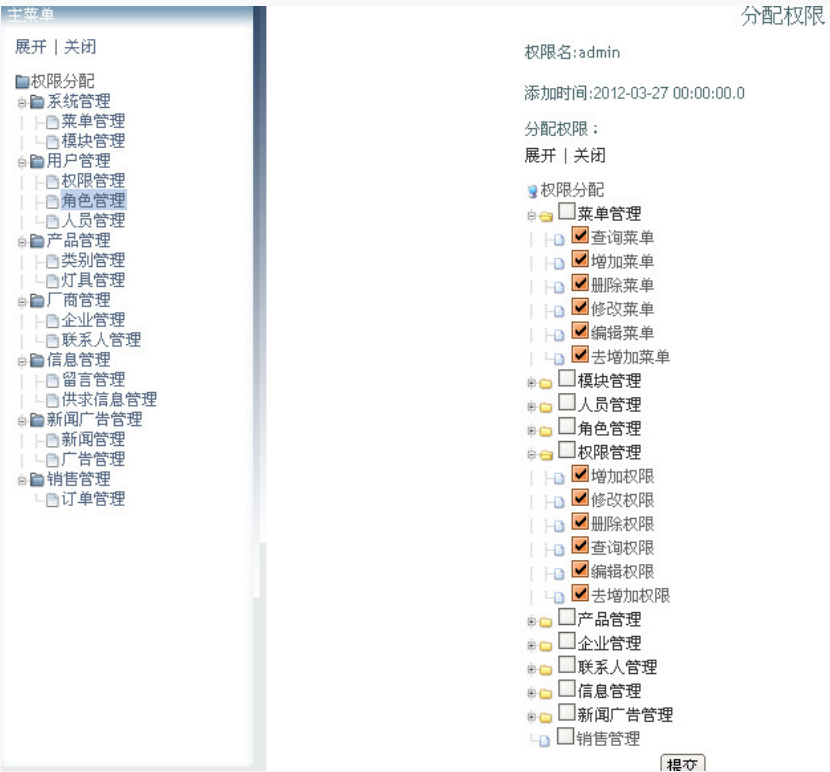 主菜单
展开 | 关闭
权限分配
系统管理
菜单管理
模块管理
用户管理
权限管理
角色管理
人员管理
产品管理
类别管理
灯具管理
厂商管理
企业管理
联系人管理
信息管理
留言管理
供求信息管理
新闻广告管理
新闻管理
广告管理
销售管理
订单管理
分配权限
权限名:admin
添加时间:2012-03-27 00:00:00.0
分配权限：
展开 | 关闭
权限分配
菜单管理
查询菜单
增加菜单
删除菜单
修改菜单
编辑菜单
去增加菜单
模块管理
人员管理
角色管理
权限管理
增加权限
修改权限
删除权限
查询权限
编辑权限
去增加权限
产品管理
企业管理
联系人管理
信息管理
新闻广告管理
销售管理
提交